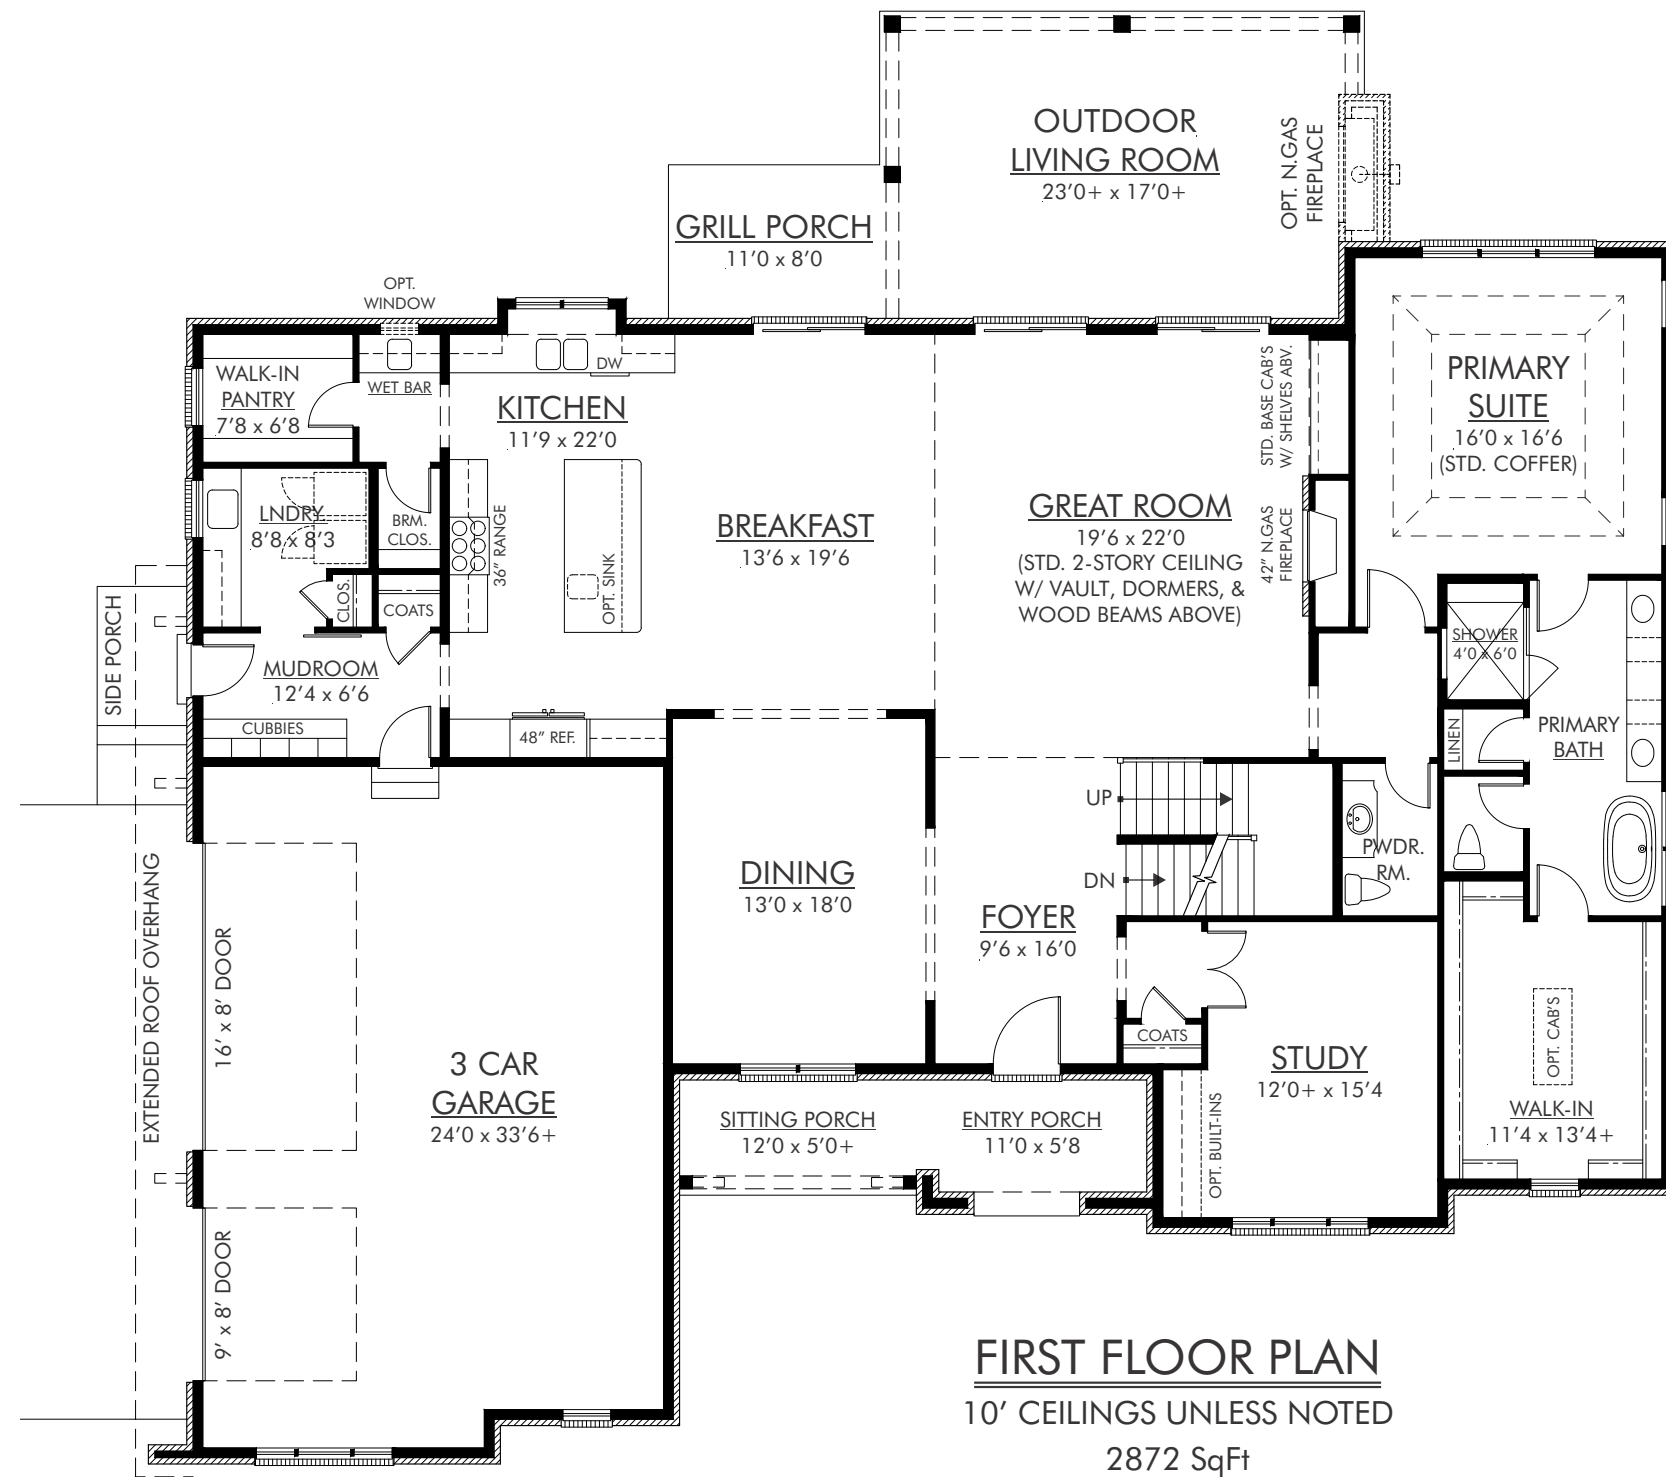 OUTDOOR
LIVING ROOM
23'0+ x 17'0+
OPT. N.GAS
FIREPLACE
GRILL PORCH
11'0 x 8'0
OPT.
WINDOW
WALK-IN
PANTRY
7'8 x 6'8
WET BAR
DW
KITCHEN
11'9 x 22'0
STD. BASE CAB'S
W/ SHELVES ABV.
PRIMARY
SUITE
16'0 x 16'6
(STD. COFFER)
LNDRY.
8'8 x 8'3
BRM.
CLOS.
36" RANGE
OPT. SINK
BREAKFAST
13'6 x 19'6
GREAT ROOM
19'6 x 22'0
(STD. 2-STORY CEILING
W/ VAULT, DORMERS, &
WOOD BEAMS ABOVE)
42" N.GAS
FIREPLACE
CLOS.
COATS
SIDE PORCH
MUDROOM
12'4 x 6'6
CUBBIES
48" REF.
SHOWER
4'0 x 6'0
LINEN
PRIMARY
BATH
UP
DN
PWDR.
RM.
DINING
13'0 x 18'0
FOYER
9'6 x 16'0
EXTENDED ROOF OVERHANG
16' x 8' DOOR
3 CAR
GARAGE
24'0 x 33'6+
COATS
STUDY
12'0+ x 15'4
OPT. BUILT-INS
OPT. CAB'S
WALK-IN
11'4 x 13'4+
SITTING PORCH
12'0 x 5'0+
ENTRY PORCH
11'0 x 5'8
9' x 8' DOOR
FIRST FLOOR PLAN
10' CEILINGS UNLESS NOTED
2872 SqFt